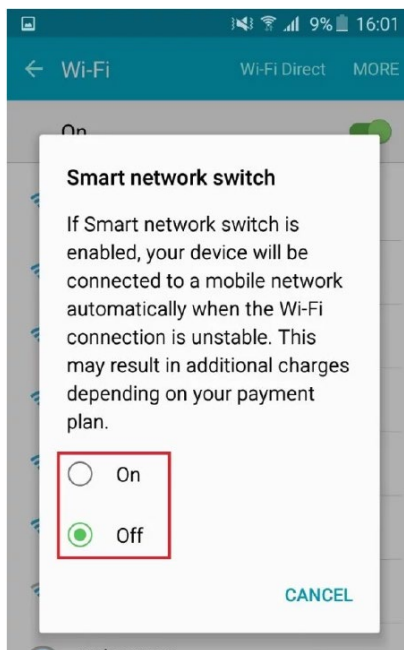 9% 16:01
Wi-Fi Wi-Fi Direct MORE
On
Smart network switch
If Smart network switch is
enabled, your device will be
connected to a mobile network
automatically when the Wi-Fi
connection is unstable. This
may result in additional charges
depending on your payment
plan.
On
Off
CANCEL